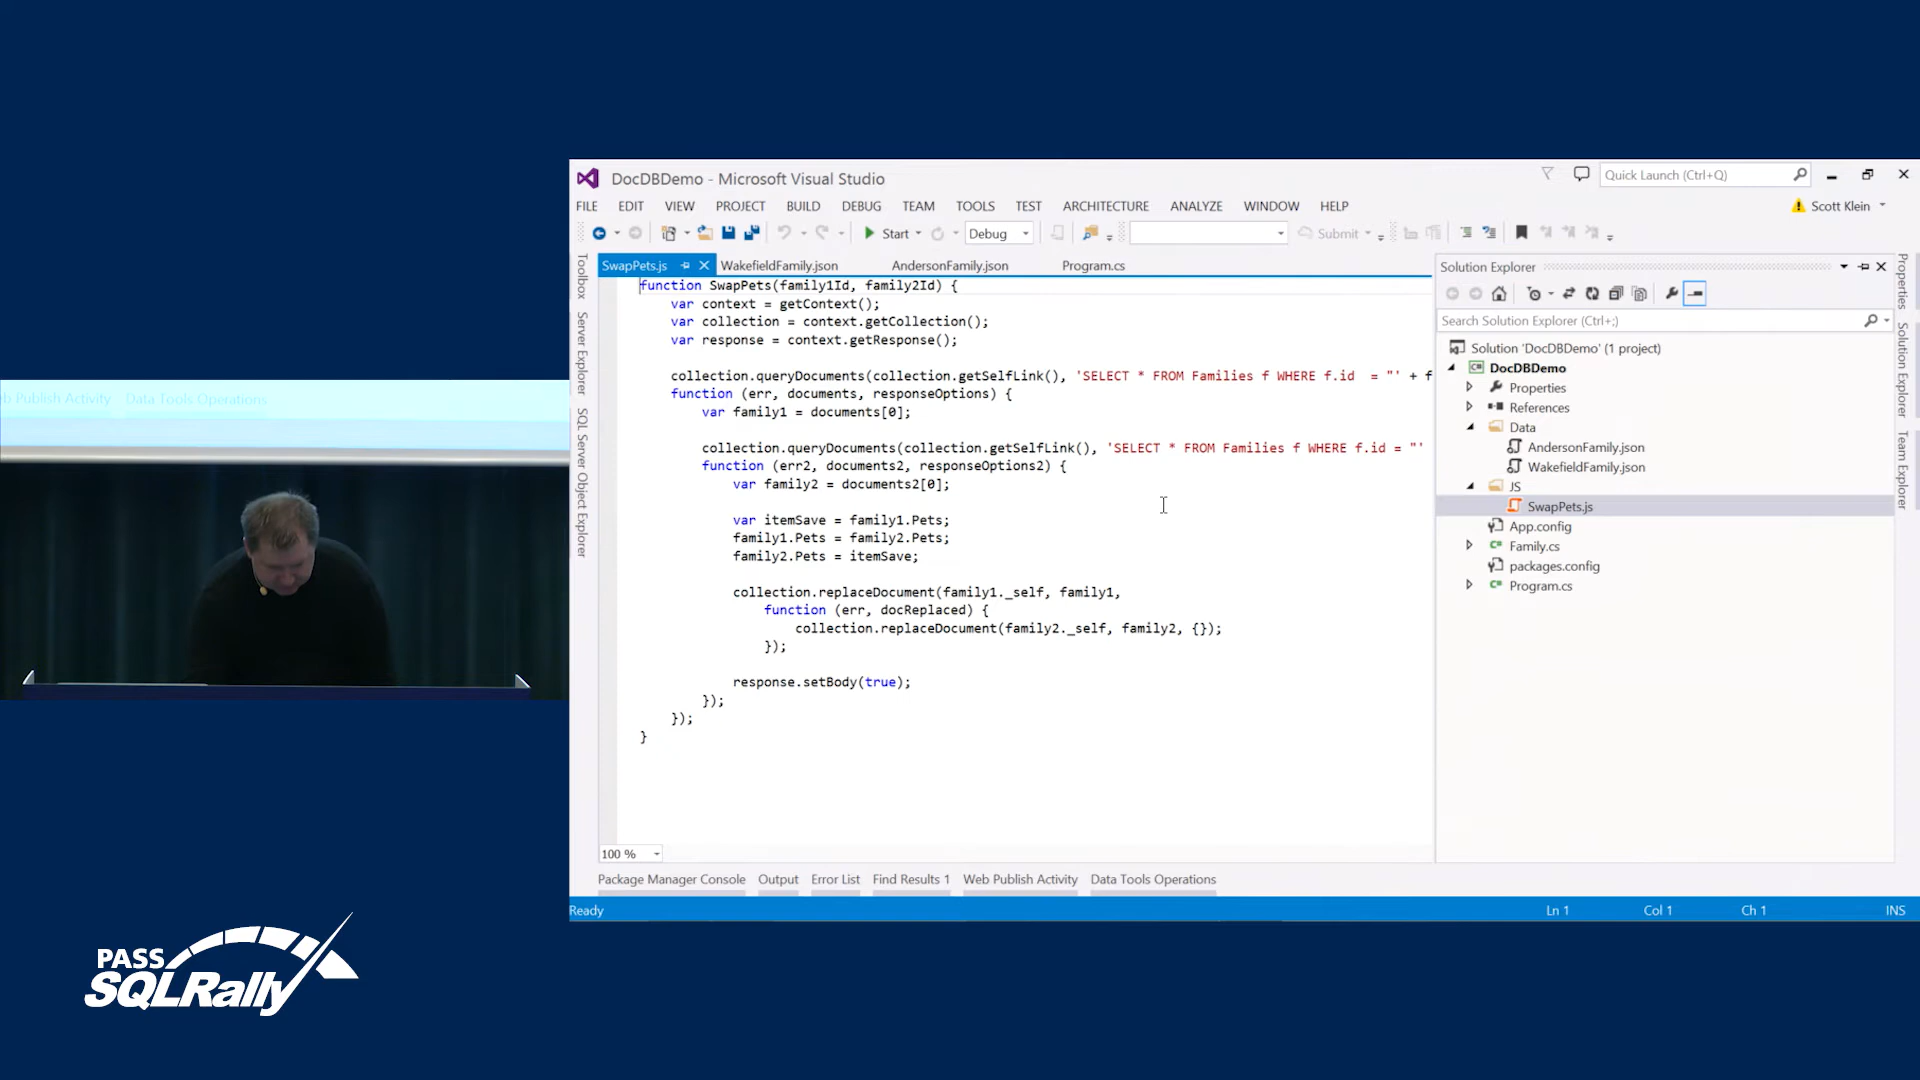 DocDBDemo - Microsoft Visual Studio
Quick Launch (Ctrl+Q)
FILE EDIT VIEW PROJECT BUILD DEBUG TEAM TOOLS TEST ARCHITECTURE ANALYZE WINDOW HELP
Scott Klein
Start Debug Submit
Toolbox
Server Explorer
SQL Server Object Explorer
SwapPets.js WakefieldFamily.json AndersonFamily.json Program.cs
function SwapPets(family1Id, family2Id) {
var context = getContext();
var collection = context.getCollection();
var response = context.getResponse();
collection.queryDocuments(collection.getSelfLink(), 'SELECT * FROM Families f WHERE f.id  = "' + f
function (err, documents, responseOptions) {
var family1 = documents[0];
collection.queryDocuments(collection.getSelfLink(), 'SELECT * FROM Families f WHERE f.id = "'
function (err2, documents2, responseOptions2) {
var family2 = documents2[0];
var itemSave = family1.Pets;
family1.Pets = family2.Pets;
family2.Pets = itemSave;
collection.replaceDocument(family1._self, family1,
function (err, docReplaced) {
collection.replaceDocument(family2._self, family2, {});
});
response.setBody(true);
});
});
}
100 %
Solution Explorer
Search Solution Explorer (Ctrl+;)
Solution 'DocDBDemo' (1 project)
DocDBDemo
Properties
References
Data
AndersonFamily.json
WakefieldFamily.json
JS
SwapPets.js
App.config
Family.cs
packages.config
Program.cs
Properties
Solution Explorer
Team Explorer
Package Manager Console Output Error List Find Results 1 Web Publish Activity Data Tools Operations
Ready Ln 1 Col 1 Ch 1 INS
b Publish Activity Data Tools Operations
PASS
SQLRally